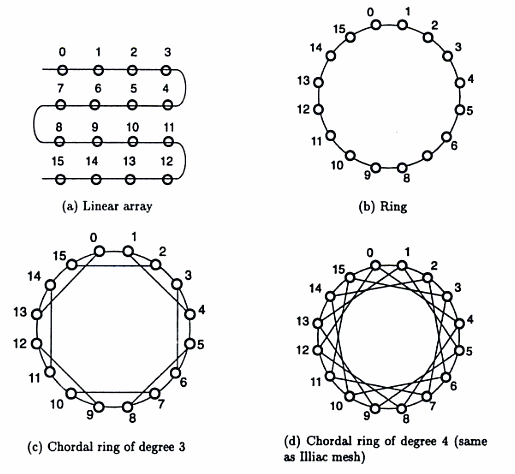 0 1 2 3
7 6 5 4
8 9 10 11
15 14 13 12
(a) Linear array
0 1
15 2
14 3
13 4
12 5
11 6
10
9 8
(b) Ring
0 1
15 2
14 3
13 4
12 5
11 6
10 7
9 8
(c) Chordal ring of degree 3
0 1
15 2
14 3
13 4
12 5
11 6
10 7
9 8
(d) Chordal ring of degree 4 (same
as Illiac mesh)